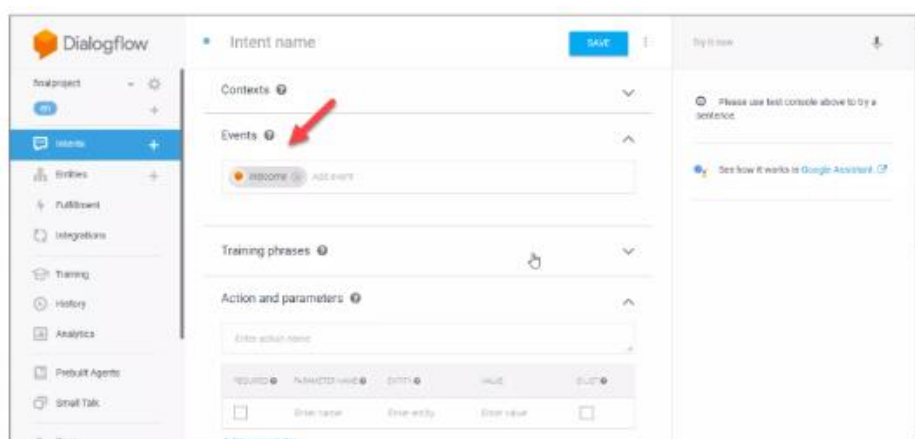 Dialogflow
Intent name
SAVE
Try it now
finalproject
en
Contexts
Please use test console above to try a
sentence.
Events
Intents
Welcome Add event
See how it works in Google Assistant.
Entities
Fulfillment
Integrations
Training phrases
Training
History
Action and parameters
Analytics
Enter action name
Prebuilt Agents
REQUIRED PARAMETER NAME ENTITY VALUE IS LIST
Small Talk
Enter name Enter entity Enter value